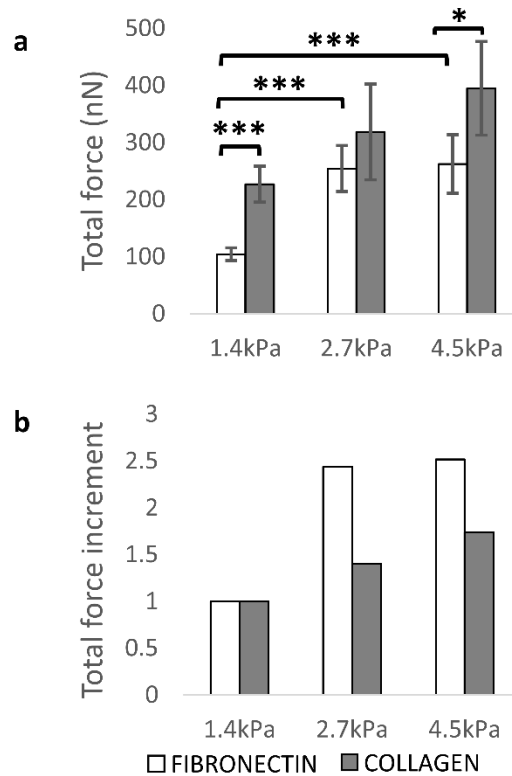 a
Total force (nN)
500
400
300
200
100
0
***
***
***
*
1.4kPa 2.7kPa 4.5kPa
b
Total force increment
3
2.5
2
1.5
1
0.5
0
1.4kPa 2.7kPa 4.5kPa
FIBRONECTIN COLLAGEN